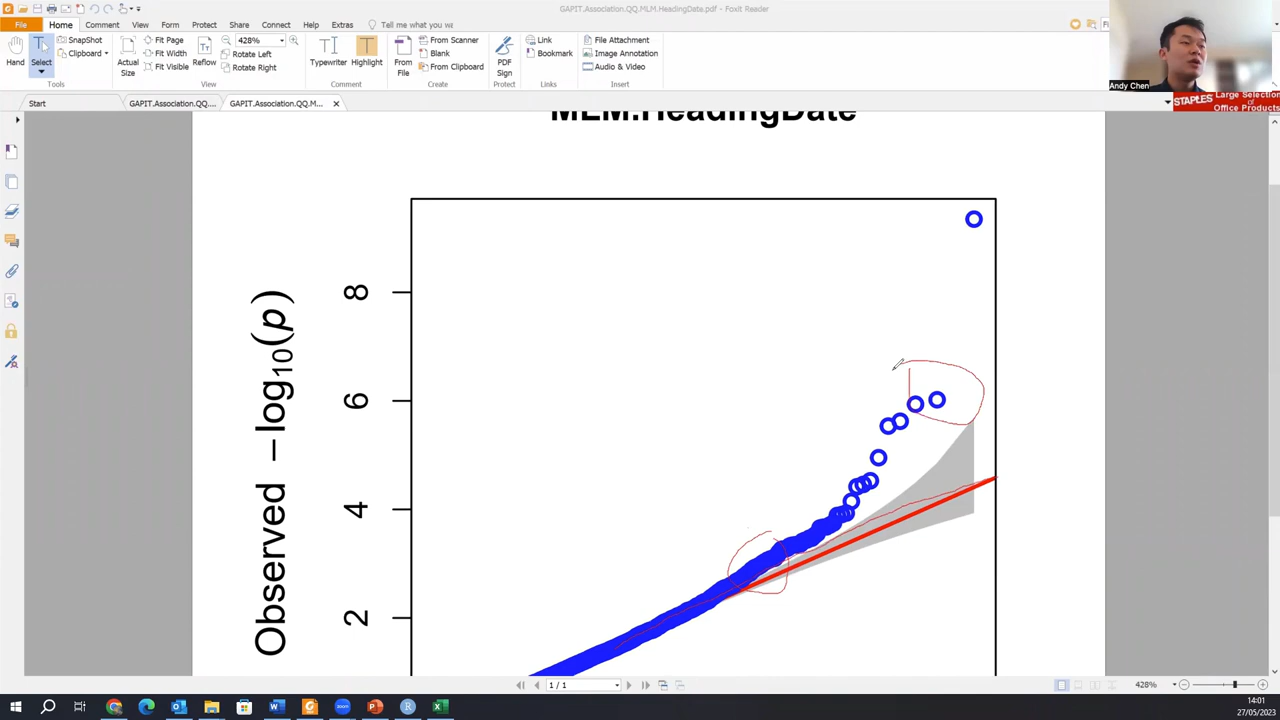 GAPIT.Association.QQ.MLM.HeadingDate.pdf - Foxit Reader
File Home Comment View Form Protect Share Connect Help Extras Tell me what you wa
Hand
Select
SnapShot
Clipboard
Actual Size
Fit Page
Fit Width
Fit Visible
Reflow
428%
Rotate Left
Rotate Right
Typewriter
Highlight
From File
From Scanner
Blank
From Clipboard
PDF Sign
Link
Bookmark
File Attachment
Image Annotation
Audio & Video
Tools
View
Comment
Create
Protect
Links
Insert
Andy Chen
Start
GAPIT.Association.QQ....
GAPIT.Association.QQ.M...
STAPLES Large Selection of Office Products
MLM.HeadingDate
Observed −log10(p)
8
6
4
2
1 / 1
428%
14:01
27/05/2023